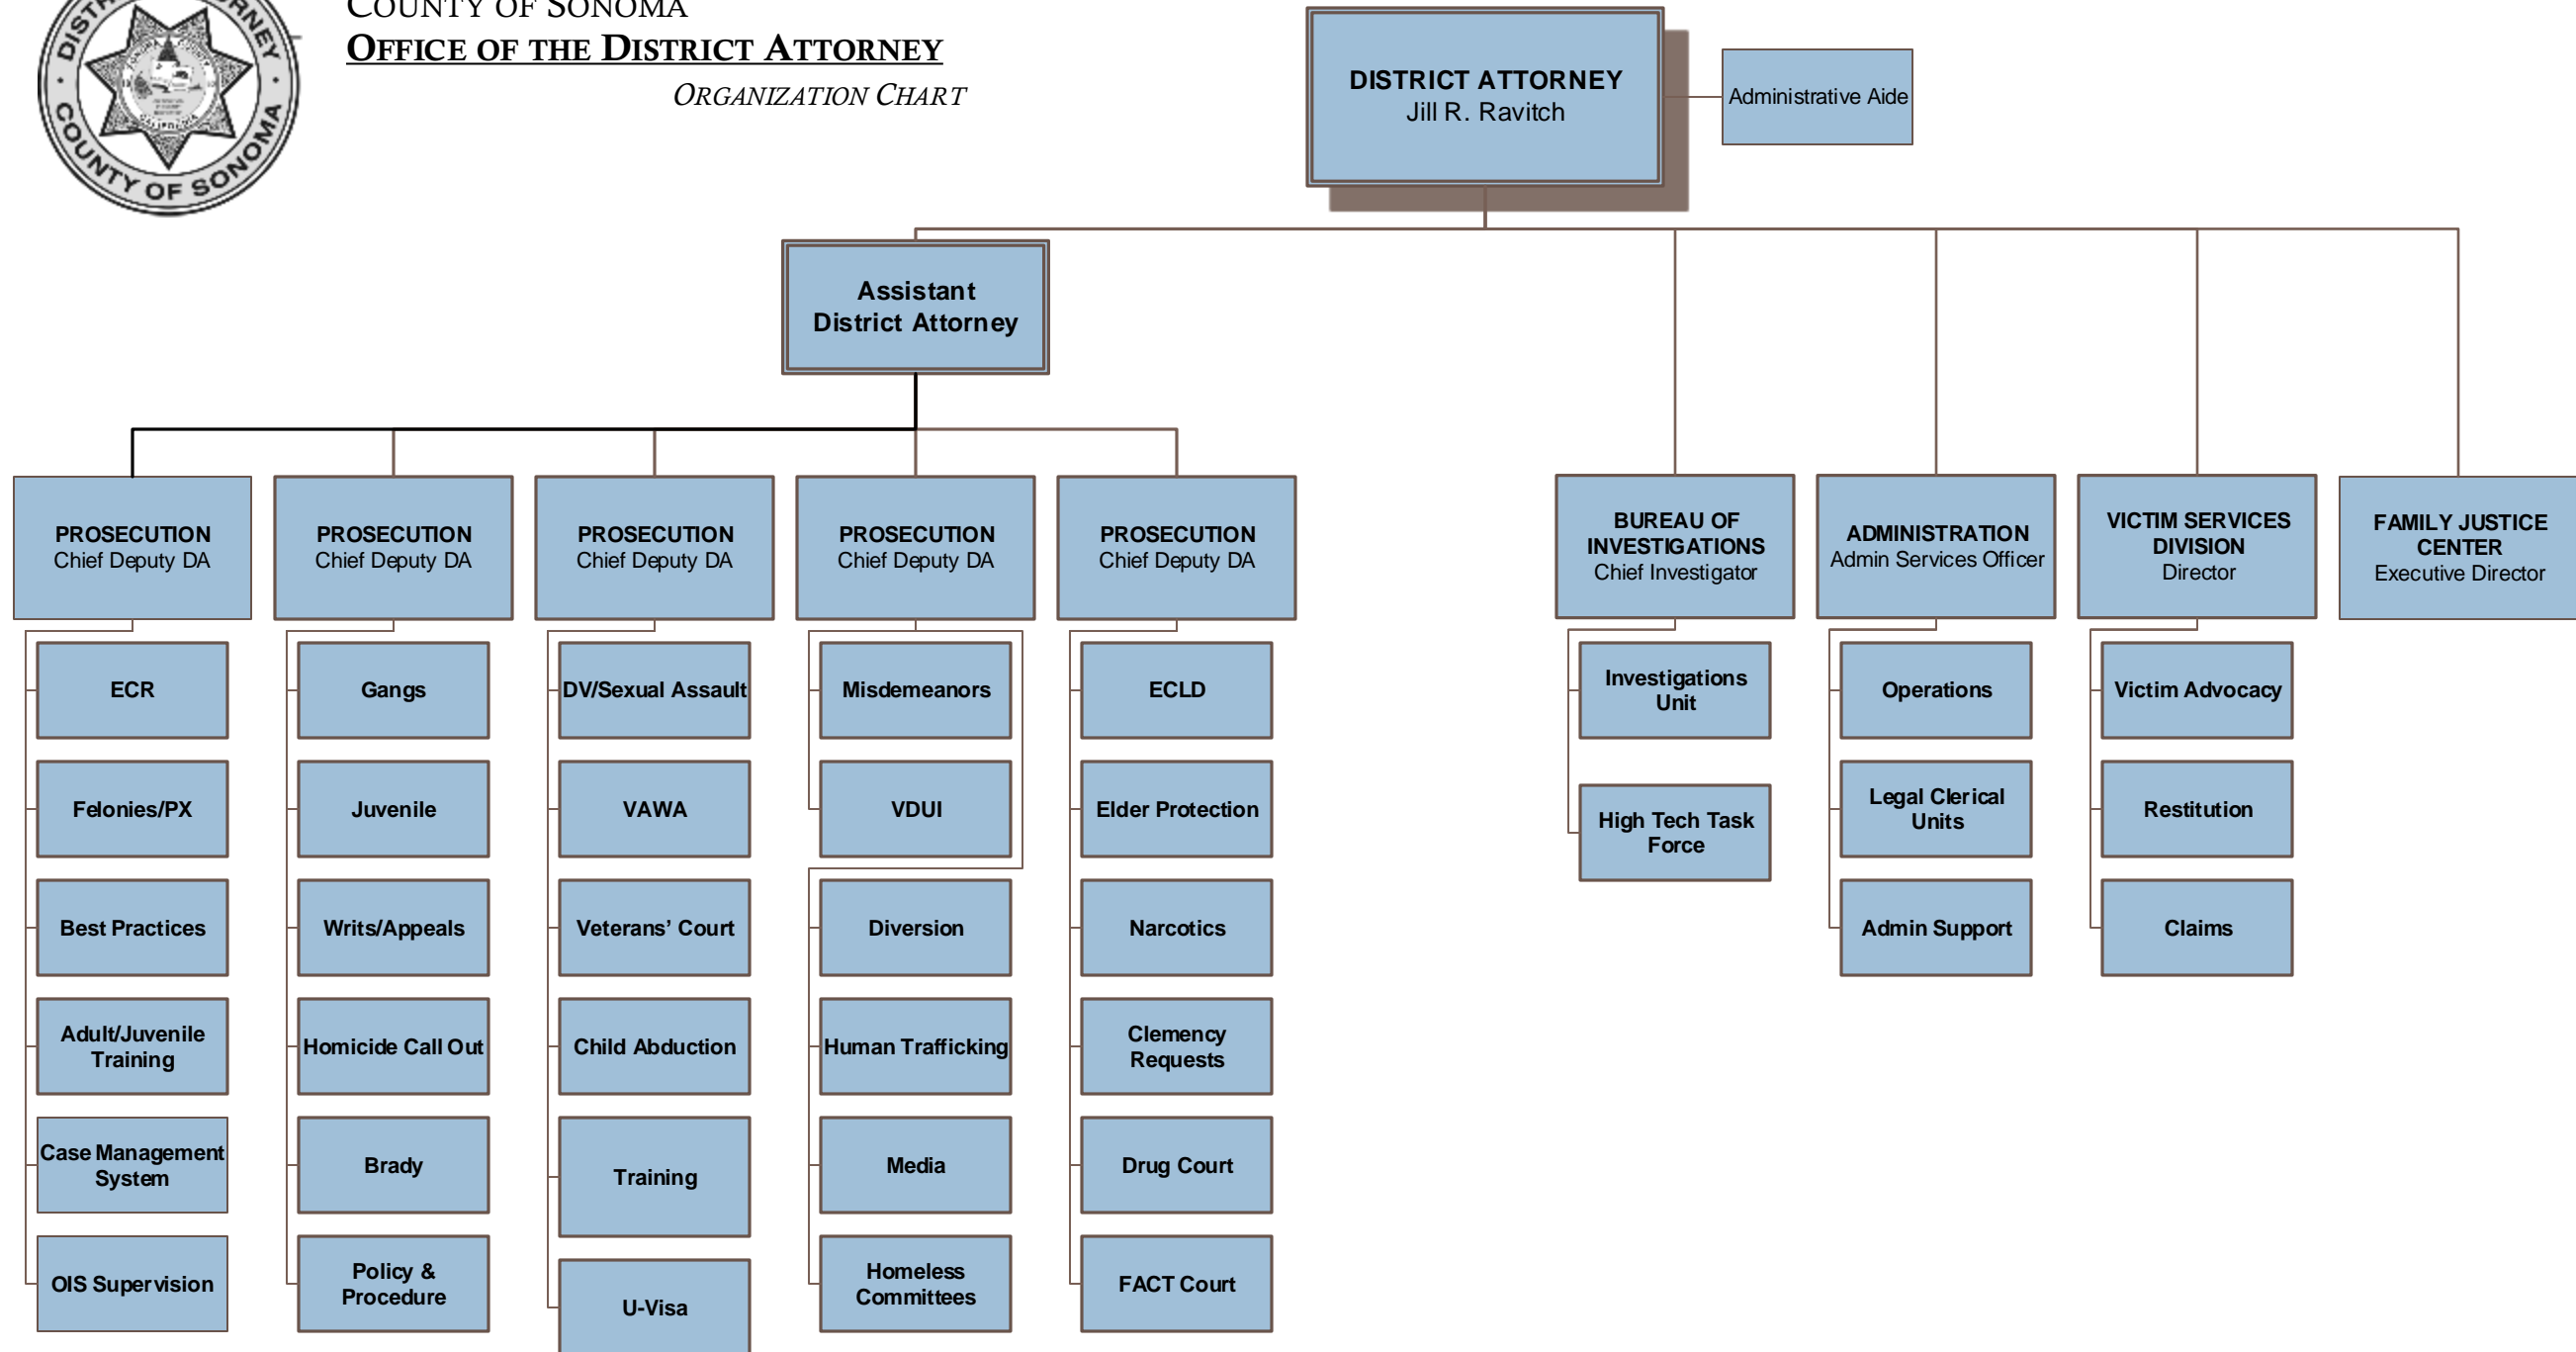 COUNTY OF SONOMA
OFFICE OF THE DISTRICT ATTORNEY
ORGANIZATION CHART
COUNTY OF SONOMA
DISTRICT ATTORNEY
Jill R. Ravitch
Administrative Aide
Assistant
District Attorney
PROSECUTION
Chief Deputy DA
PROSECUTION
Chief Deputy DA
PROSECUTION
Chief Deputy DA
PROSECUTION
Chief Deputy DA
PROSECUTION
Chief Deputy DA
BUREAU OF
INVESTIGATIONS
Chief Investigator
ADMINISTRATION
Admin Services Officer
VICTIM SERVICES
DIVISION
Director
FAMILY JUSTICE
CENTER
Executive Director
ECR
Felonies/PX
Best Practices
Adult/Juvenile
Training
Case Management
System
OIS Supervision
Gangs
Juvenile
Writs/Appeals
Homicide Call Out
Brady
Policy &
Procedure
DV/Sexual Assault
VAWA
Veterans’ Court
Child Abduction
Training
U-Visa
Misdemeanors
VDUI
Diversion
Human Trafficking
Media
Homeless
Committees
ECLD
Elder Protection
Narcotics
Clemency
Requests
Drug Court
FACT Court
Investigations
Unit
High Tech Task
Force
Operations
Legal Clerical
Units
Admin Support
Victim Advocacy
Restitution
Claims